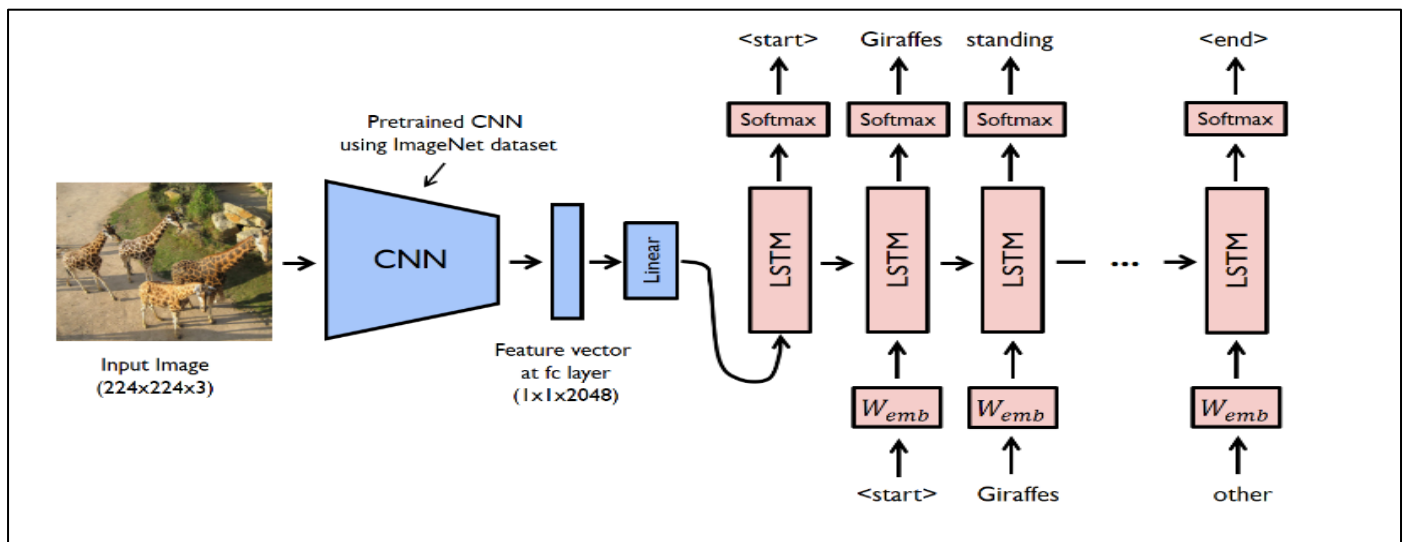 <start> Giraffes standing <end>
Softmax Softmax Softmax Softmax
Pretrained CNN
using ImageNet dataset
CNN
Linear
LSTM LSTM LSTM ... LSTM
Input Image
(224x224x3)
Feature vector
at fc layer
(1x1x2048)
W_emb W_emb W_emb
<start> Giraffes other